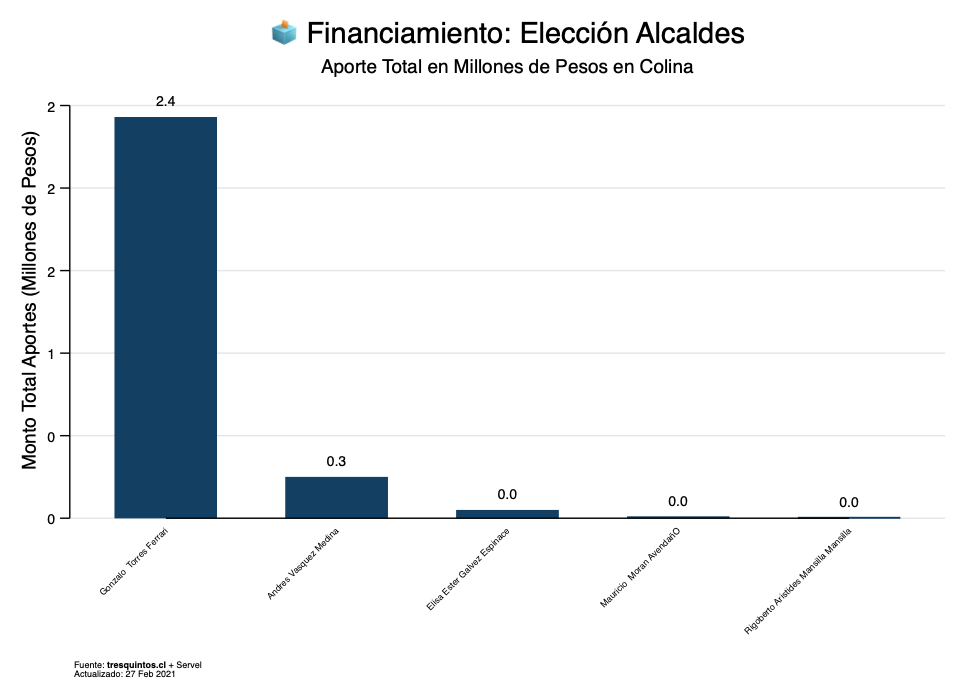 Financiamiento: Elección Alcaldes
Aporte Total en Millones de Pesos en Colina
Monto Total Aportes (Millones de Pesos)
2
2
2
1
0
0
2.4
0.3
0.0
0.0
0.0
Gonzalo Torres Ferrari
Andres Vasquez Medina
Elisa Ester Galvez Espinace
Mauricio Moran AvendañO
Rigoberto Aristides Mansilla Mansilla
Fuente: tresquintos.cl + Servel
Actualizado: 27 Feb 2021